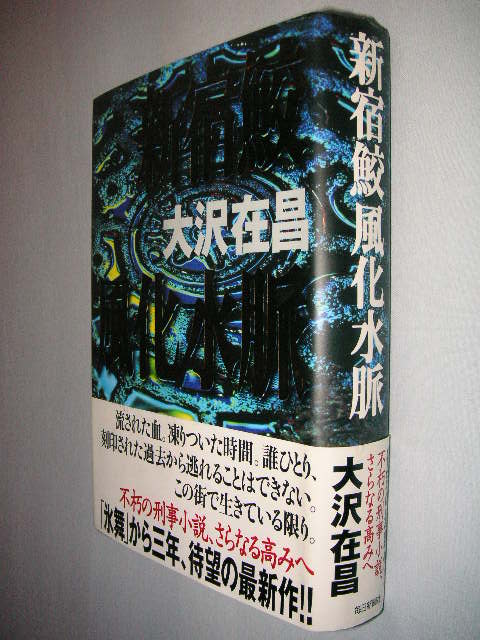 新宿鮫
大沢在昌
風化水脈
流された血。凍りついた時間。誰ひとり、
刻印された過去から逃れることはできない。
この街で生きている限り。
不朽の刑事小説、さらなる高みへ
「氷舞」から三年、待望の最新作!!
新宿鮫 風化水脈
不朽の刑事小説、
さらなる高みへ
大沢在昌
毎日新聞社